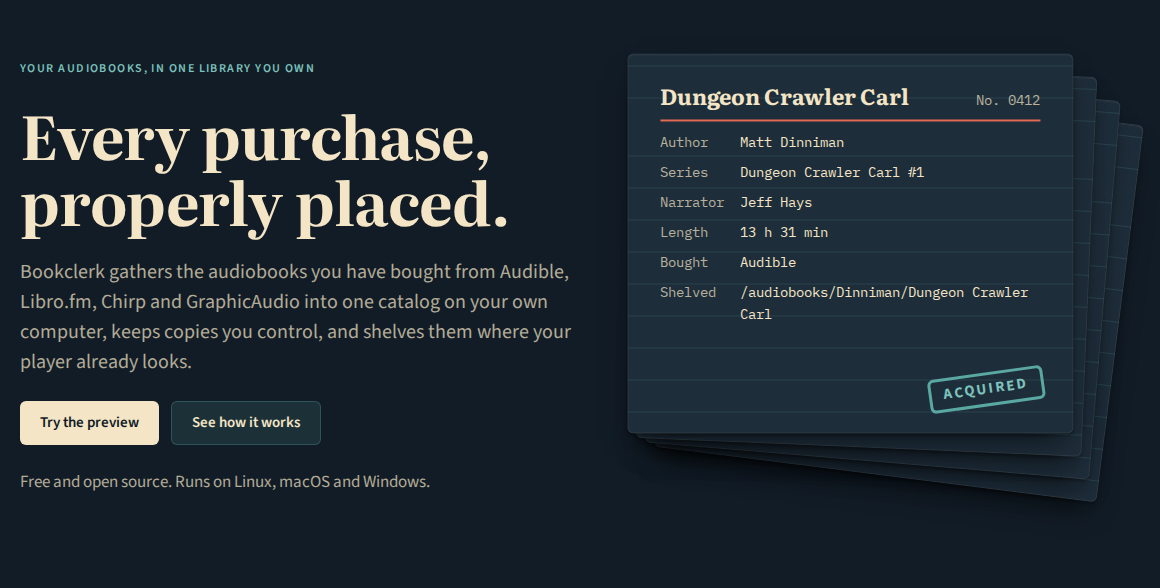 YOUR AUDIOBOOKS, IN ONE LIBRARY YOU OWN
Every purchase,
properly placed.
Bookclerk gathers the audiobooks you have bought from Audible,
Libro.fm, Chirp and GraphicAudio into one catalog on your own
computer, keeps copies you control, and shelves them where your
player already looks.
Try the preview
See how it works
Free and open source. Runs on Linux, macOS and Windows.
Dungeon Crawler Carl
No. 0412
Author Matt Dinniman
Series Dungeon Crawler Carl #1
Narrator Jeff Hays
Length 13 h 31 min
Bought Audible
Shelved /audiobooks/Dinniman/Dungeon Crawler
Carl
ACQUIRED